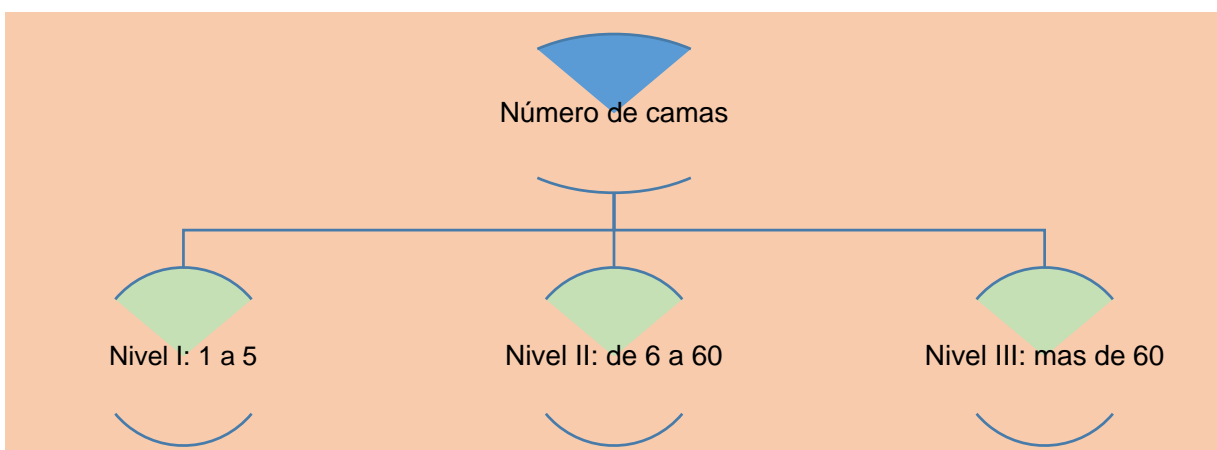 Número de camas
Nivel I: 1 a 5
Nivel II: de 6 a 60
Nivel III: mas de 60